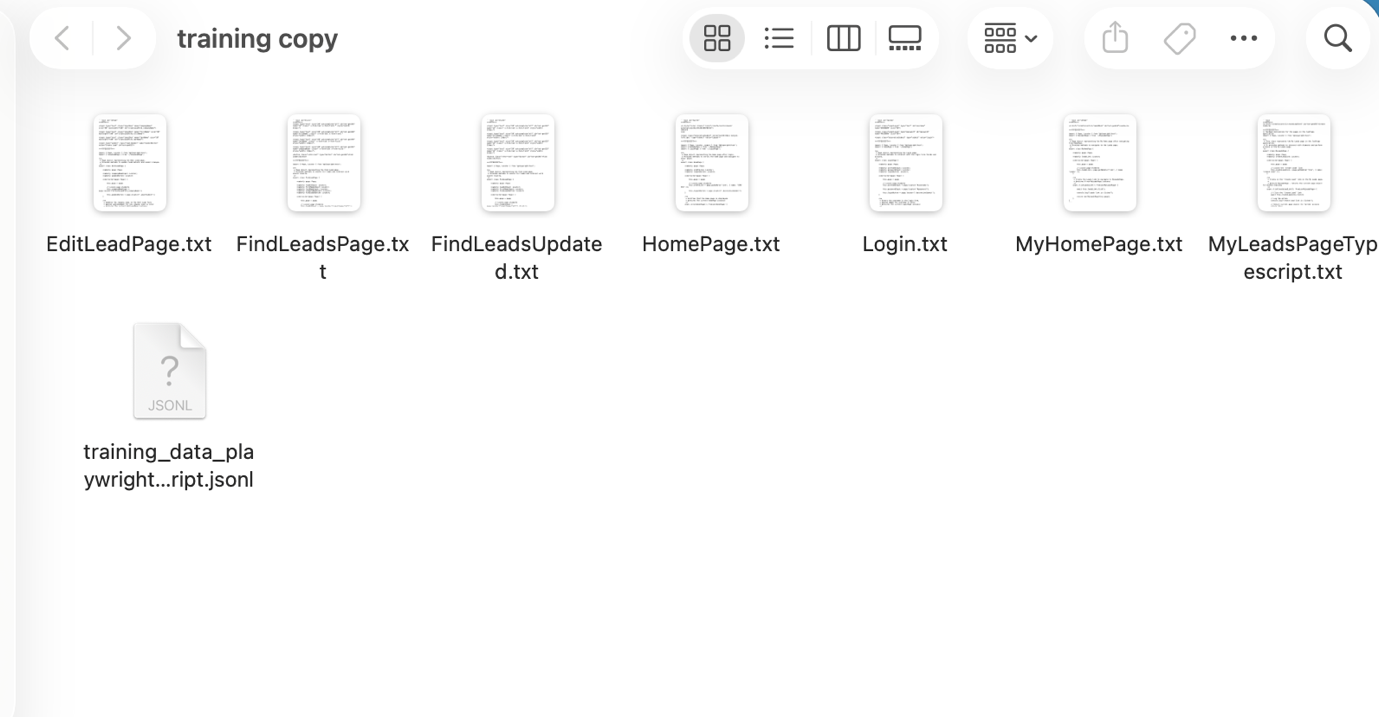 training copy
EditLeadPage.txt
FindLeadsPage.tx
t
FindLeadsUpdate
d.txt
HomePage.txt
Login.txt
MyHomePage.txt
MyLeadsPageTyp
escript.txt
?
JSONL
training_data_pla
ywright...ript.jsonl